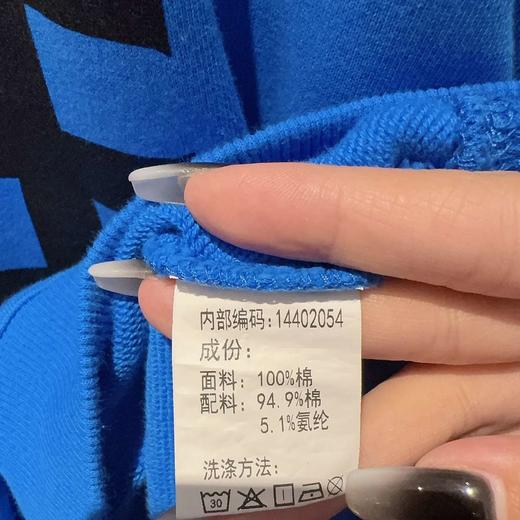 内部编码:14402054
成份:
面料: 100%棉
配料: 94.9%棉
5.1%氨纶
洗涤方法:
30